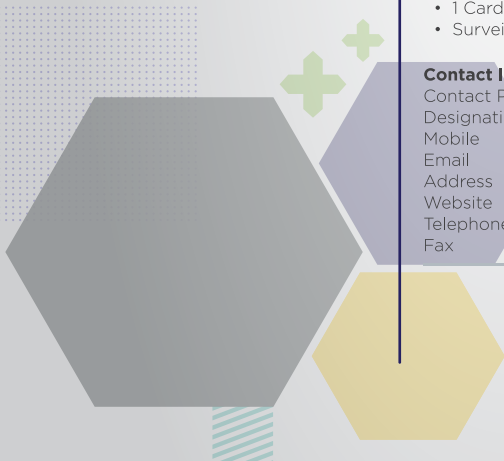 • 1 Card
• Survei
Contact
Contact P
Designati
Mobile
Email
Address
Website
Telephone
Fax